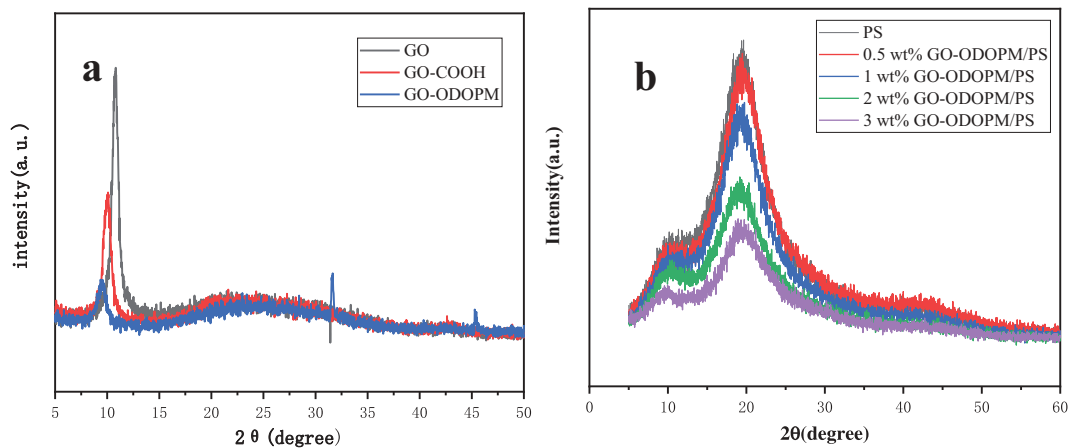 a
GO
GO-COOH
GO-ODOPM
intensity(a.u.)
5 10 15 20 25 30 35 40 45 50
2θ(degree)
b
PS
0.5 wt% GO-ODOPM/PS
1 wt% GO-ODOPM/PS
2 wt% GO-ODOPM/PS
3 wt% GO-ODOPM/PS
Intensity(a.u.)
0 10 20 30 40 50 60
2θ(degree)